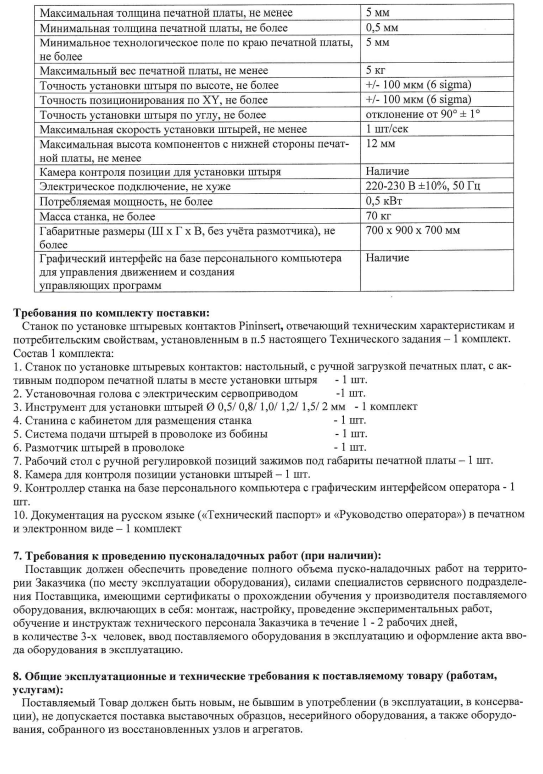 Максимальная толщина печатной платы, не менее 5 мм
Минимальная толщина печатной платы, не более 0,5 мм
Минимальное технологическое поле по краю печатной платы, 5 мм
не более
Максимальный вес печатной платы, не менее 5 кг
Точность установки штыря по высоте, не более +/- 100 мкм (6 sigma)
Точность позиционирования по XY, не более +/- 100 мкм (6 sigma)
Точность установки штыря по углу, не более отклонение от 90° ± 1°
Максимальная скорость установки штырей, не менее 1 шт/сек
Максимальная высота компонентов с нижней стороны печат- 12 мм
ной платы, не менее
Камера контроля позиции для установки штыря Наличие
Электрическое подключение, не хуже 220-230 В ±10%, 50 Гц
Потребляемая мощность, не более 0,5 кВт
Масса станка, не более 70 кг
Габаритные размеры (Ш х Г х В, без учёта размотчика), не 700 х 900 х 700 мм
более
Графический интерфейс на базе персонального компьютера Наличие
для управления движением и создания
управляющих программ
Требования по комплекту поставки:
Станок по установке штыревых контактов Pininsert, отвечающий техническим характеристикам и
потребительским свойствам, установленным в п.5 настоящего Технического задания – 1 комплект.
Состав 1 комплекта:
1. Станок по установке штыревых контактов: настольный, с ручной загрузкой печатных плат, с ак-
тивным подпором печатной платы в месте установки штыря - 1 шт.
2. Установочная голова с электрическим сервоприводом -1 шт.
3. Инструмент для установки штырей Ø 0,5/ 0,8/ 1,0/ 1,2/ 1,5/ 2 мм - 1 комплект
4. Станина с кабинетом для размещения станка - 1 шт.
5. Система подачи штырей в проволоке из бобины - 1 шт.
6. Размотчик штырей в проволоке - 1 шт.
7. Рабочий стол с ручной регулировкой позиций зажимов под габариты печатной платы – 1 шт.
8. Камера для контроля позиции установки штырей – 1 шт.
9. Контроллер станка на базе персонального компьютера с графическим интерфейсом оператора - 1
шт.
10. Документация на русском языке («Технический паспорт» и «Руководство оператора») в печатном
и электронном виде – 1 комплект
7. Требования к проведению пусконаладочных работ (при наличии):
Поставщик должен обеспечить проведение полного объема пуско-наладочных работ на террито-
рии Заказчика (по месту эксплуатации оборудования), силами специалистов сервисного подразделе-
ния Поставщика, имеющими сертификаты о прохождении обучения у производителя поставляемого
оборудования, включающих в себя: монтаж, настройку, проведение экспериментальных работ,
обучение и инструктаж технического персонала Заказчика в течение 1 - 2 рабочих дней,
в количестве 3-х человек, ввод поставляемого оборудования в эксплуатацию и оформление акта вво-
да оборудования в эксплуатацию.
8. Общие эксплуатационные и технические требования к поставляемому товару (работам,
услугам):
Поставляемый Товар должен быть новым, не бывшим в употреблении (в эксплуатации, в консерва-
ции), не допускается поставка выставочных образцов, несерийного оборудования, а также оборудо-
вания, собранного из восстановленных узлов и агрегатов.